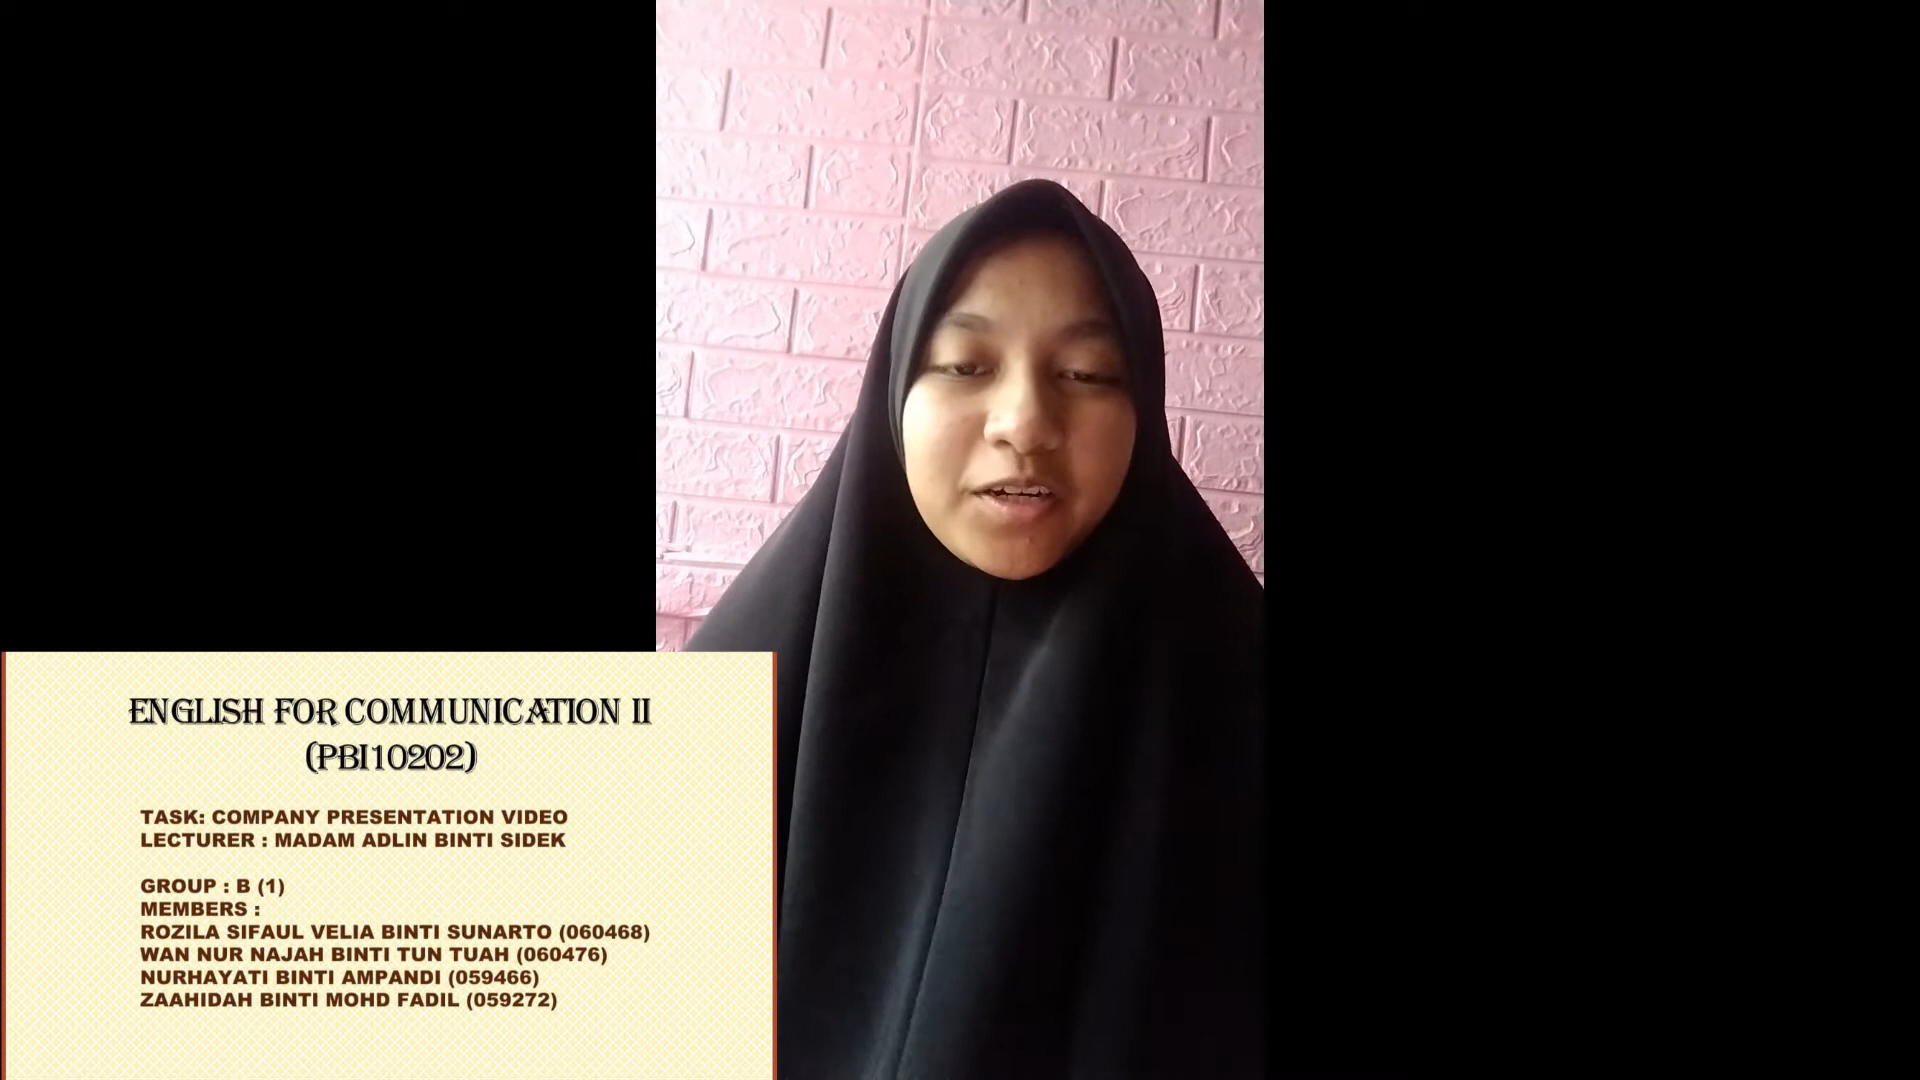 ENGLISH FOR COMMUNICATION II
(PBI10202)
TASK: COMPANY PRESENTATION VIDEO
LECTURER : MADAM ADLIN BINTI SIDEK
GROUP : B (1)
MEMBERS :
ROZILA SIFAUL VELIA BINTI SUNARTO (060468)
WAN NUR NAJAH BINTI TUN TUAH (060476)
NURHAYATI BINTI AMPANDI (059466)
ZAAHIDAH BINTI MOHD FADIL (059272)